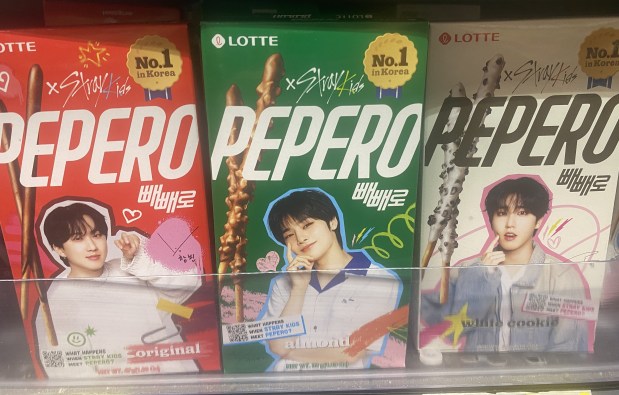 LOTTE
No.1
in Korea
× Stray Kids
PEPERO
빼빼로
창빈
WHAT HAPPENS
WHEN STRAY KIDS
MEET PEPERO?
original
LOTTE
No.1
in Korea
× Stray Kids
PEPERO
빼빼로
WHAT HAPPENS
WHEN STRAY KIDS
MEET PEPERO?
almond
LOTTE
No.1
in Korea
× Stray Kids
PEPERO
빼빼로
WHAT HAPPENS
WHEN STRAY KIDS
MEET PEPERO?
white cookie